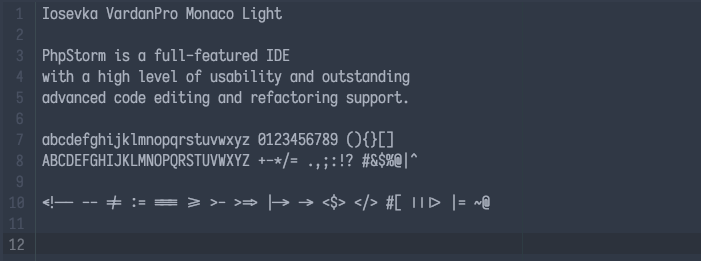 1 Iosevka VardanPro Monaco Light
2
3 PhpStorm is a full-featured IDE
4 with a high level of usability and outstanding
5 advanced code editing and refactoring support.
6
7 abcdefghijklmnopqrstuvwxyz 0123456789 (){}[]
8 ABCDEFGHIJKLMNOPQRSTUVWXYZ +-*/= .,;:!? #&$%@|^
9
10 <!-- -- != := === >= >- >=> |-> -> <$> </> #[ |||> |= ~@
11
12